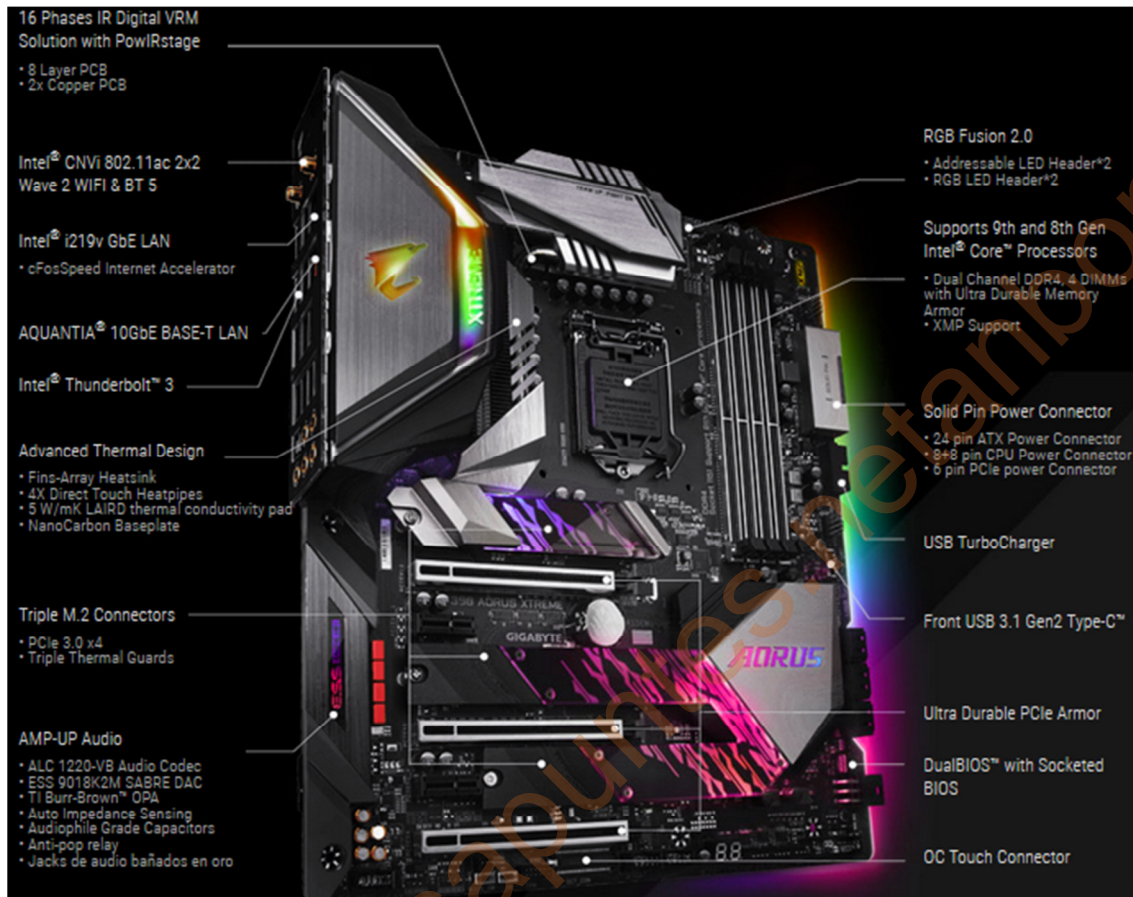 16 Phases IR Digital VRM
Solution with PowIRstage
• 8 Layer PCB
• 2x Copper PCB
Intel® CNVi 802.11ac 2x2
Wave 2 WIFI & BT 5
Intel® i219v GbE LAN
• cFosSpeed Internet Accelerator
AQUANTIA® 10GbE BASE-T LAN
Intel® Thunderbolt™ 3
Advanced Thermal Design
• Fins-Array Heatsink
• 4X Direct Touch Heatpipes
• 5 W/mK LAIRD thermal conductivity pad
• NanoCarbon Baseplate
Triple M.2 Connectors
• PCIe 3.0 x4
• Triple Thermal Guards
AMP-UP Audio
• ALC 1220-VB Audio Codec
• ESS 9018K2M SABRE DAC
• TI Burr-Brown™ OPA
• Auto Impedance Sensing
• Audiophile Grade Capacitors
• Anti-pop relay
• Jacks de audio bañados en oro
XTREME
ESS
AORUS XTREME
GIGABYTE
AORUS
88
RGB Fusion 2.0
• Addressable LED Header*2
• RGB LED Header*2
Supports 9th and 8th Gen
Intel® Core™ Processors
• Dual Channel DDR4, 4 DIMMs
with Ultra Durable Memory
Armor
• XMP Support
Solid Pin Power Connector
• 24 pin ATX Power Connector
• 8+8 pin CPU Power Connector
• 6 pin PCIe power Connector
USB TurboCharger
Front USB 3.1 Gen2 Type-C™
Ultra Durable PCIe Armor
DualBIOS™ with Socketed
BIOS
OC Touch Connector
apuntes.netanbo